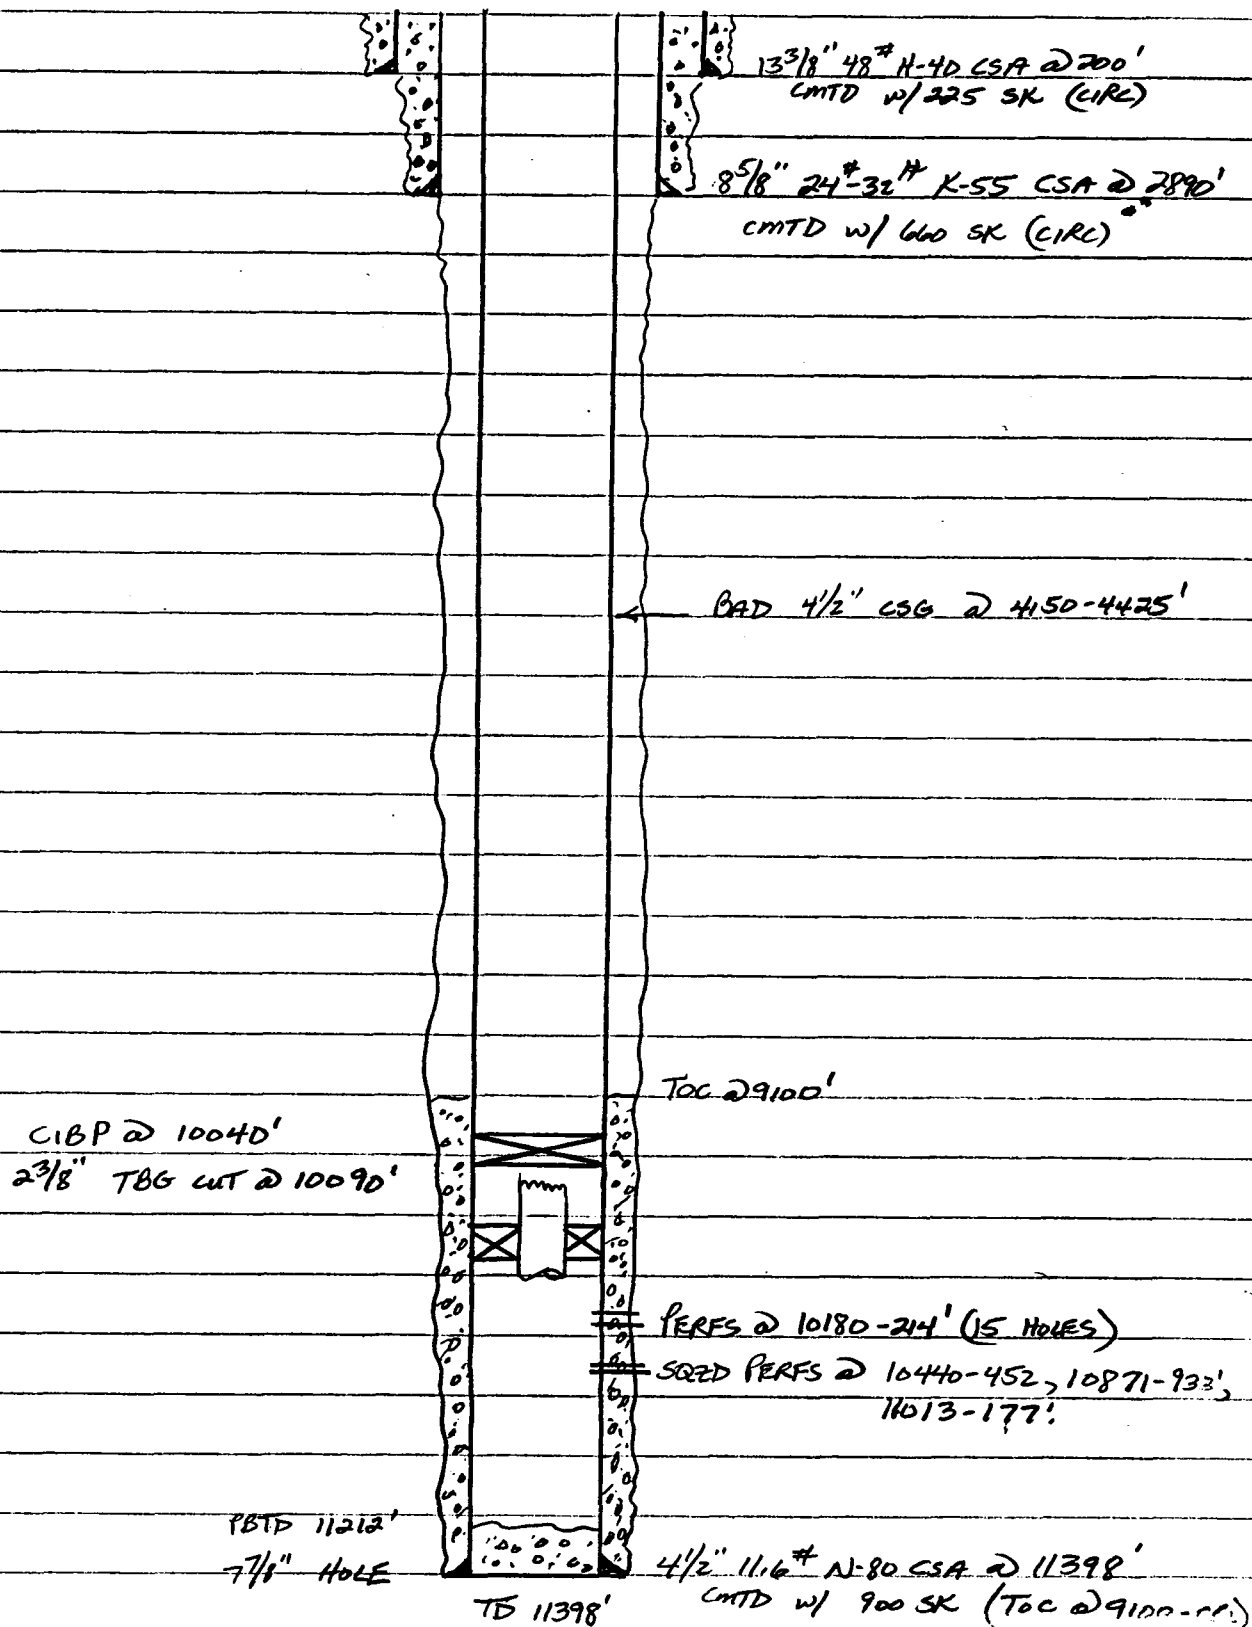 13 3/8" 48# H-40 CSA @ 200'
CMTD w/ 225 SK (CIRC)
8 5/8" 24#-32# K-55 CSA @ 2890'
CMTD w/ 660 SK (CIRC)
BAD 4 1/2" CSG @ 4150-4425'
TOC @ 9100'
CIBP @ 10040'
2 3/8" TBG CUT @ 10090'
PERFS @ 10180-214' (15 HOLES)
SQZD PERFS @ 10440-452, 10871-933',
11013-177'.
PBTD 11212'
7 7/8" HOLE
4 1/2" 11.6# N-80 CSA @ 11398'
CMTD w/ 900 SK (TOC @ 9100-
TD 11398'